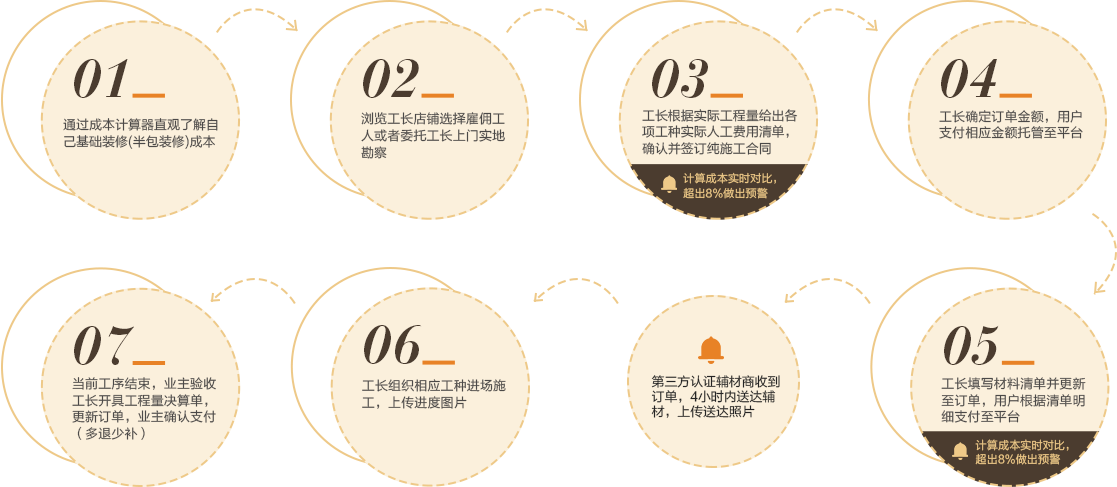 01
通过成本计算器直观了解自
己基础装修(半包装修)成本
02
浏览工长店铺选择雇佣工
人或者委托工长上门实地
勘察
03
工长根据实际工程量给出各
项工种实际人工费用清单，
确认并签订纯施工合同
计算成本实时对比，
超出8%做出预警
04
工长确定订单金额，用户
支付相应金额托管至平台
05
工长填写材料清单并更新
至订单，用户根据清单明
细支付至平台
计算成本实时对比，
超出8%做出预警
第三方认证辅材商收到
订单，4小时内送达辅
材，上传送达照片
06
工长组织相应工种进场施
工，上传进度图片
07
当前工序结束，业主验收
工长开具工程量决算单，
更新订单，业主确认支付
（多退少补）